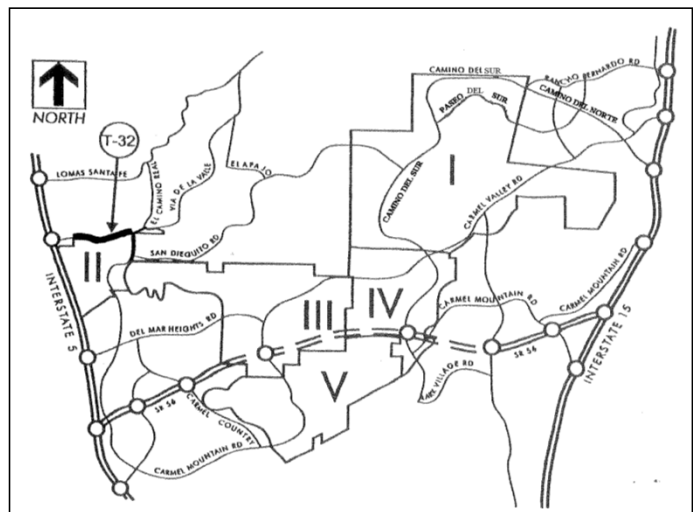 CAMINO DEL SUR
RANCHO BERNARDO RD
PASEO DEL SUR
CAMINO DEL NORTE
NORTH
T-32
LOMAS SANTA FE
EL CAMINO REAL
VIA DE LA VALLE
EL APAJO
CAMINO DEL SUR
I
CARMEL VALLEY RD
SAN DIEGUITO RD
II
INTERSTATE 5
III
IV
CARMEL MOUNTAIN RD
CARMEL MOUNTAIN RD
INTERSTATE 15
DEL MAR HEIGHTS RD
SR 56
V
SR 56
CARMEL COUNTRY
CARMEL MOUNTAIN RD